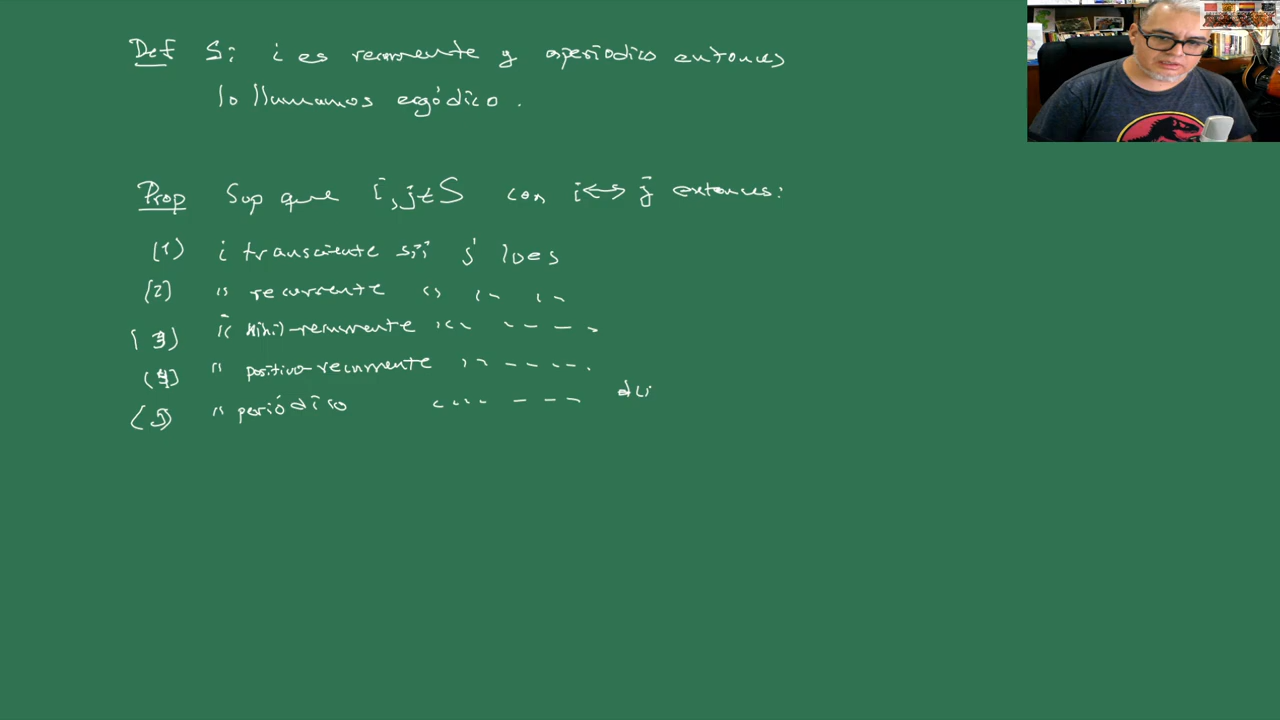 Def Si i es recurrente y aperiodico entonces
lo llamamos ergódico.
Prop Sup que i, j ∈ S con i ↔ j entonces:
(1) i transciente sii j lo es
(2) " recurrente " " "
(3) " nihil-recurrente " " "
(4) " positivo-recurrente " " "
(5) " periódico " " " d(i